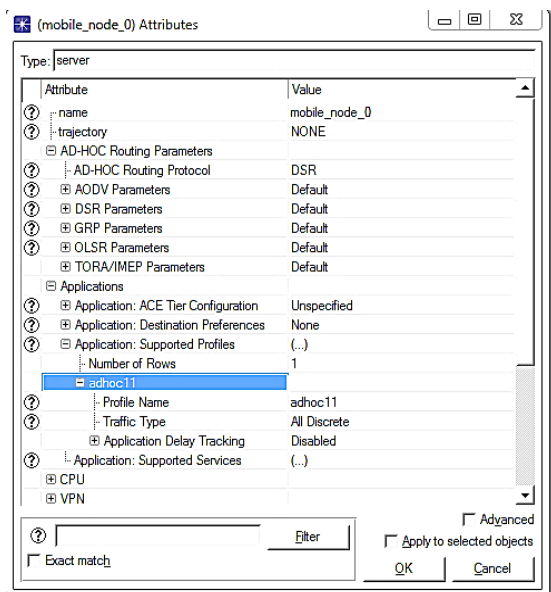 (mobile_node_0) Attributes
Type: server
Attribute Value
name mobile_node_0
trajectory NONE
AD-HOC Routing Parameters
AD-HOC Routing Protocol DSR
AODV Parameters Default
DSR Parameters Default
GRP Parameters Default
OLSR Parameters Default
TORA/IMEP Parameters Default
Applications
Application: ACE Tier Configuration Unspecified
Application: Destination Preferences None
Application: Supported Profiles (...)
Number of Rows 1
adhoc11
Profile Name adhoc11
Traffic Type All Discrete
Application Delay Tracking Disabled
Application: Supported Services (...)
CPU
VPN
Advanced
Filter Apply to selected objects
Exact match
OK Cancel